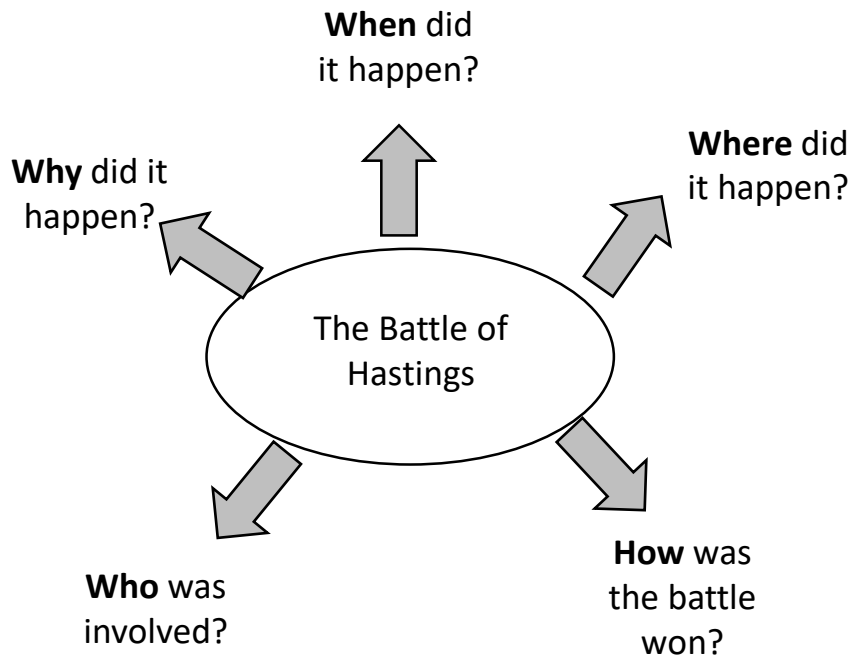 When did
it happen?
Why did it
happen?
Where did
it happen?
The Battle of
Hastings
Who was
involved?
How was
the battle
won?